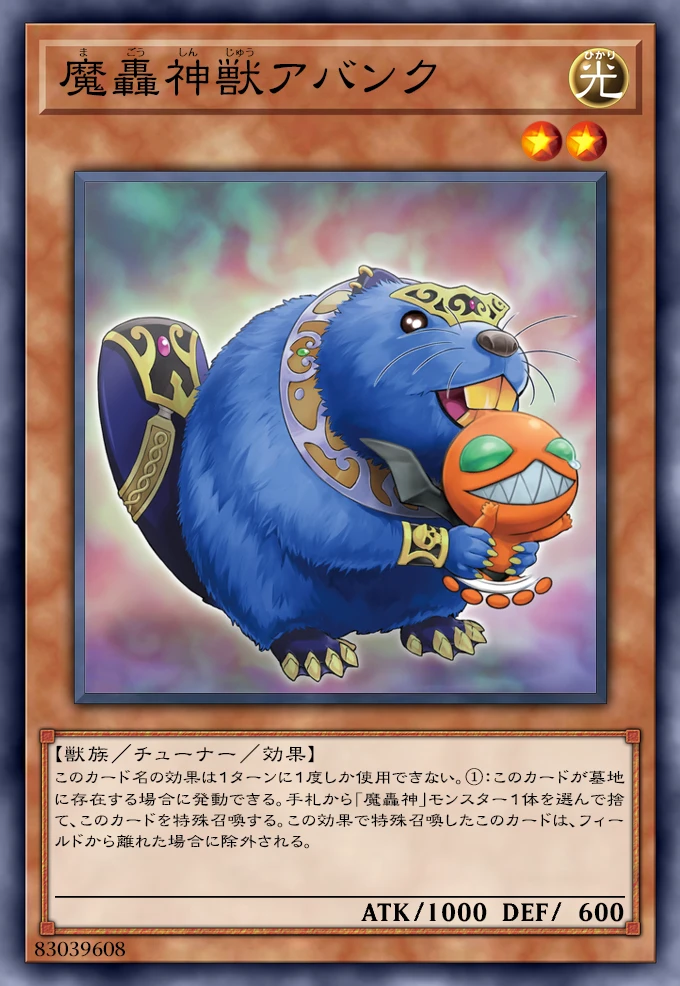 ま ごう しん じゅう
魔轟神獣アバンク
ひかり
光
【獣族／チューナー／効果】
このカード名の効果は1ターンに1度しか使用できない。①：このカードが墓地
に存在する場合に発動できる。手札から「魔轟神」モンスター1体を選んで捨
て、このカードを特殊召喚する。この効果で特殊召喚したこのカードは、フィー
ルドから離れた場合に除外される。
ATK/1000 DEF/ 600
83039608